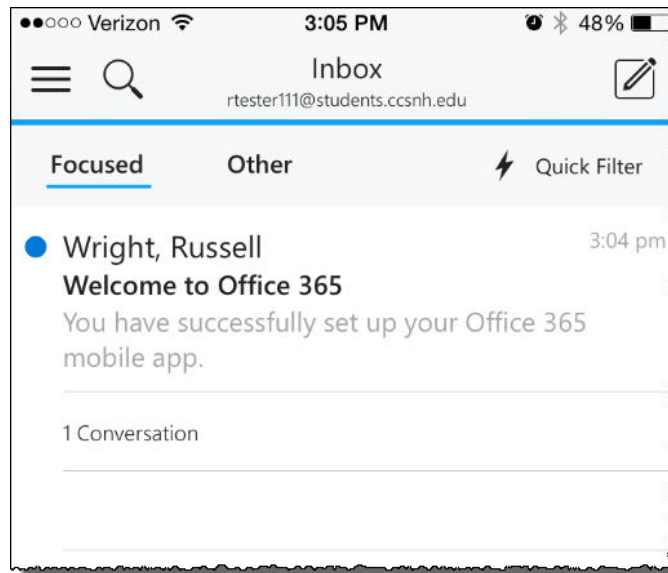 Verizon 3:05 PM 48%
Inbox
rtester111@students.ccsnh.edu
Focused Other Quick Filter
Wright, Russell 3:04 pm
Welcome to Office 365
You have successfully set up your Office 365
mobile app.
1 Conversation